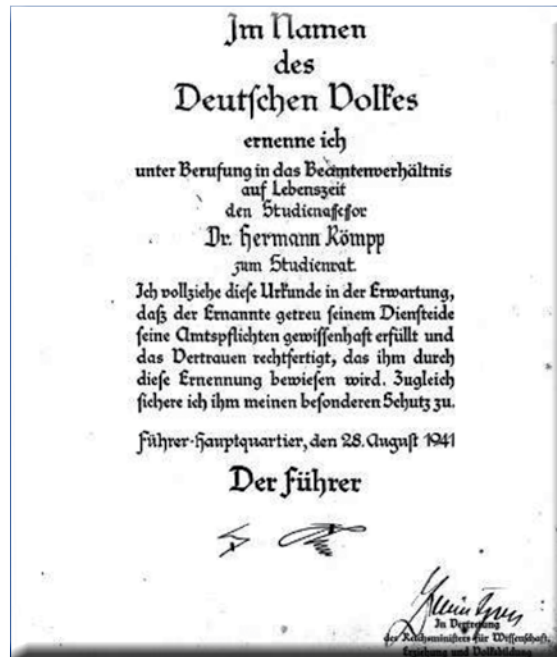 Im Namen
des
Deutschen Volkes
ernenne ich
unter Berufung in das Beamtenverhältnis
auf Lebenszeit
den Studienassessor
Dr. Hermann Römpp
zum Studienrat.
Ich vollziehe diese Urkunde in der Erwartung,
daß der Ernannte getreu seinem Diensteide
seine Amtspflichten gewissenhaft erfüllt und
das Vertrauen rechtfertigt, das ihm durch
diese Ernennung bewiesen wird. Zugleich
sichere ich ihm meinen besonderen Schutz zu.
Führer-Hauptquartier, den 28. August 1941
Der Führer
In Vertretung
des Reichsministers für Wissenschaft,
Erziehung und Volksbildung